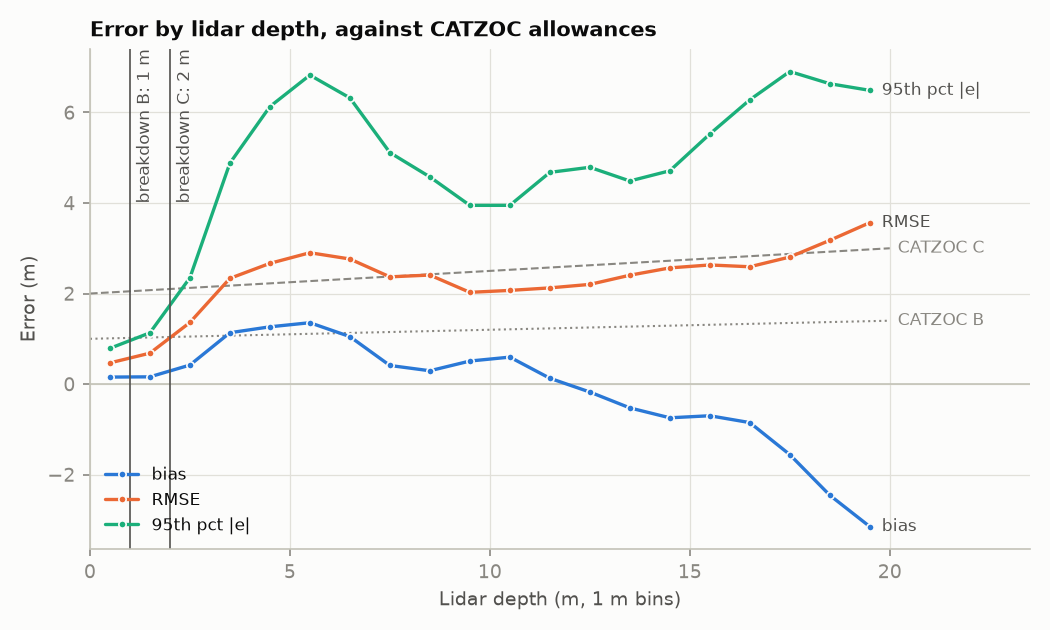 Error by lidar depth, against CATZOC allowances
breakdown B: 1 m
breakdown C: 2 m
95th pct |e|
RMSE
CATZOC C
CATZOC B
bias
Error (m)
6
4
2
0
−2
bias
RMSE
95th pct |e|
0
5
10
15
20
Lidar depth (m, 1 m bins)